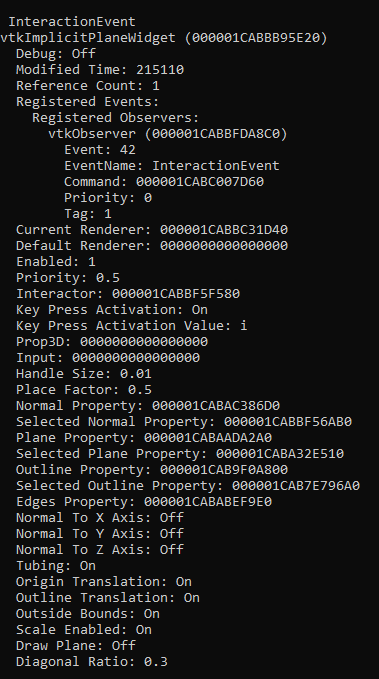 InteractionEvent
vtkImplicitPlaneWidget (000001CABBB95E20)
Debug: Off
Modified Time: 215110
Reference Count: 1
Registered Events:
Registered Observers:
vtkObserver (000001CABBFDA8C0)
Event: 42
EventName: InteractionEvent
Command: 000001CABC007D60
Priority: 0
Tag: 1
Current Renderer: 000001CABBC31D40
Default Renderer: 0000000000000000
Enabled: 1
Priority: 0.5
Interactor: 000001CABBF5F580
Key Press Activation: On
Key Press Activation Value: i
Prop3D: 0000000000000000
Input: 0000000000000000
Handle Size: 0.01
Place Factor: 0.5
Normal Property: 000001CABAC386D0
Selected Normal Property: 000001CABBF56AB0
Plane Property: 000001CABAADA2A0
Selected Plane Property: 000001CABA32E510
Outline Property: 000001CAB9F0A800
Selected Outline Property: 000001CAB7E796A0
Edges Property: 000001CABABEF9E0
Normal To X Axis: Off
Normal To Y Axis: Off
Normal To Z Axis: Off
Tubing: On
Origin Translation: On
Outline Translation: On
Outside Bounds: On
Scale Enabled: On
Draw Plane: Off
Diagonal Ratio: 0.3